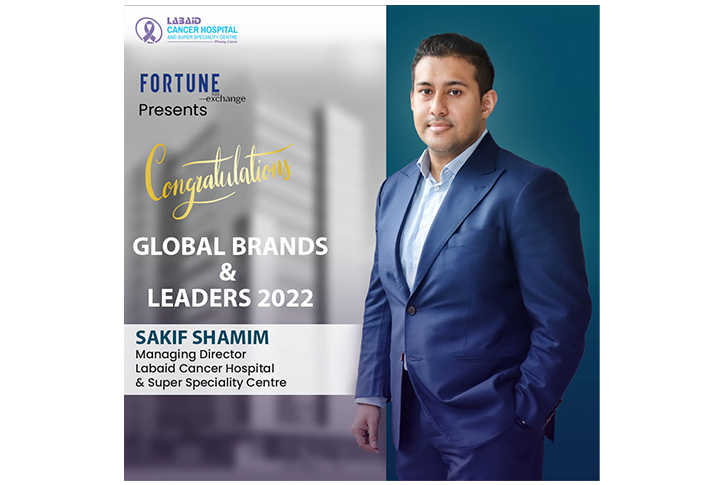 LABAID
CANCER HOSPITAL
AND SUPER SPECIALITY CENTRE
FORTUNE
exchange
Presents
Congratulations
GLOBAL BRANDS
&
LEADERS 2022
SAKIF SHAMIM
Managing Director
Labaid Cancer Hospital
& Super Speciality Centre